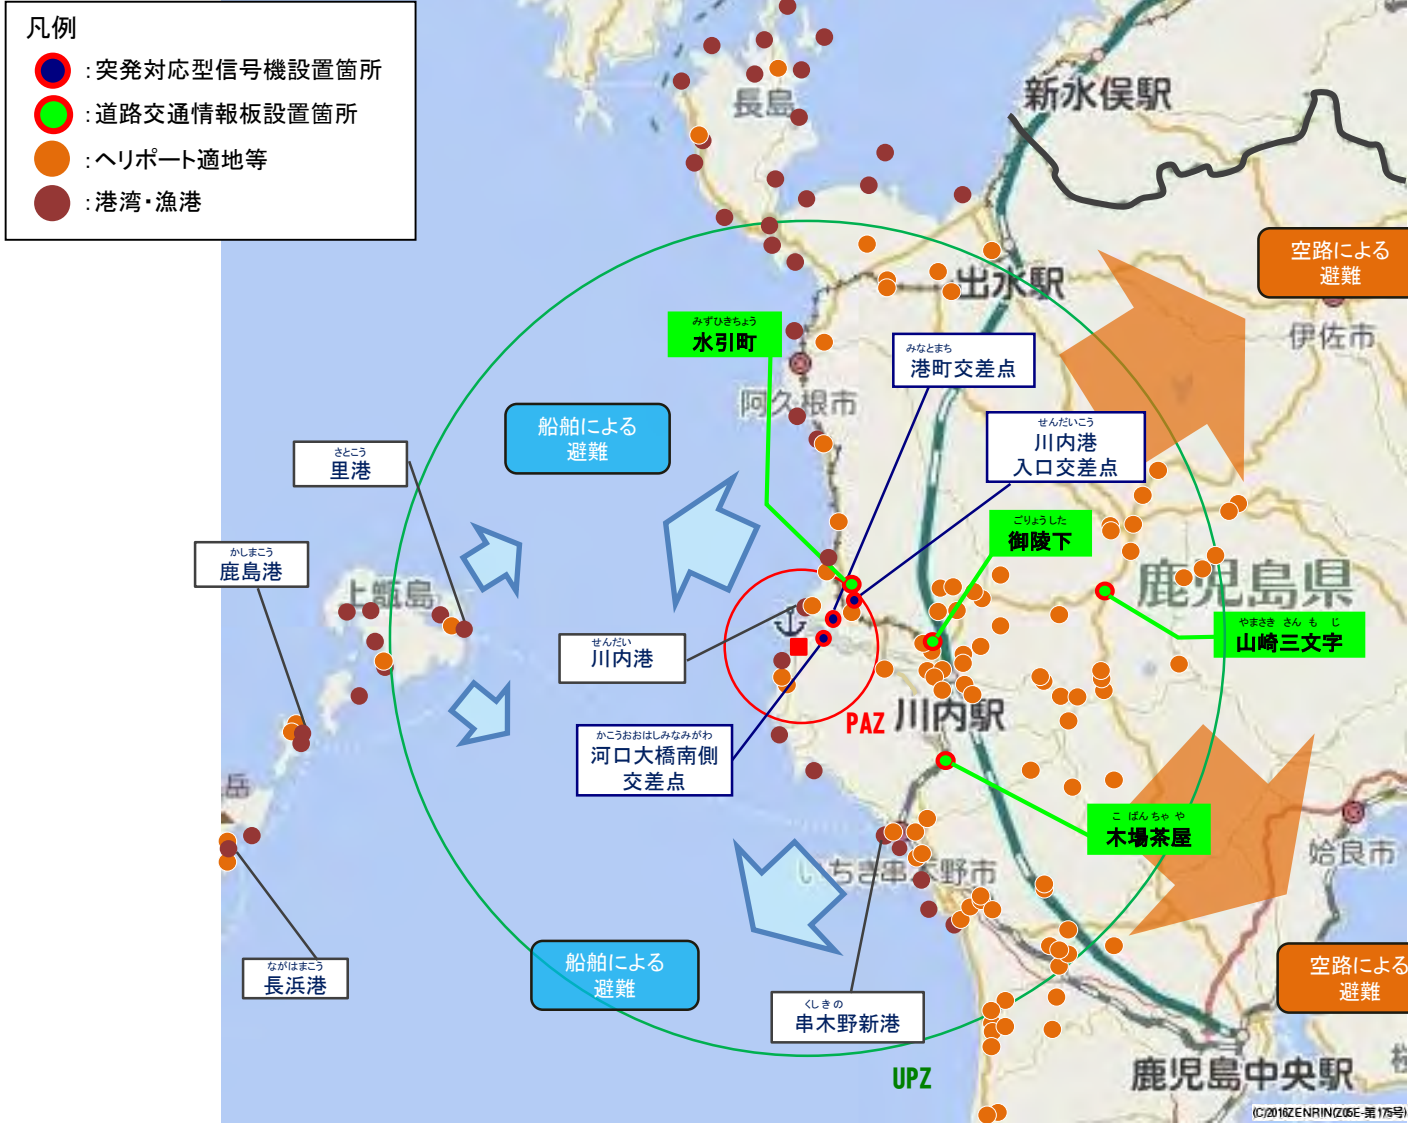 凡例
：突発対応型信号機設置箇所
：道路交通情報板設置箇所
：ヘリポート適地等
：港湾・漁港
長島
新水俣駅
空路による
避難
出水駅
伊佐市
みずひきちょう
水引町
みなとまち
港町交差点
阿久根市
船舶による
避難
せんだいこう
川内港
入口交差点
さとこう
里港
ごりょうした
御陵下
かしまこう
鹿島港
上甑島
鹿児島県
やまさき さん も じ
山崎三文字
せんだい
川内港
PAZ
川内駅
かこうおおはしみなみがわ
河口大橋南側
交差点
岳
こ ばんちゃ や
木場茶屋
姶良市
いちき串木野市
船舶による
避難
空路による
避難
ながはまこう
長浜港
くしきの
串木野新港
UPZ
鹿児島中央駅
桜
(C)2016ZENRIN(Z05E-第175号)